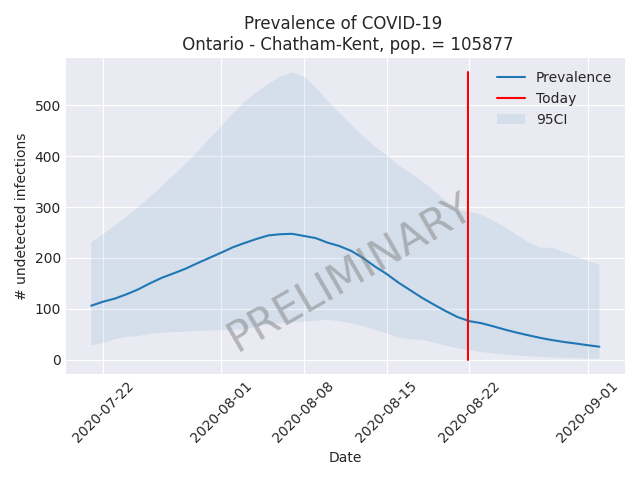 Prevalence of COVID-19
Ontario - Chatham-Kent, pop. = 105877
# undetected infections
500
400
300
200
100
0
Prevalence
Today
95CI
PRELIMINARY
2020-07-22
2020-08-01
2020-08-08
2020-08-15
2020-08-22
2020-09-01
Date